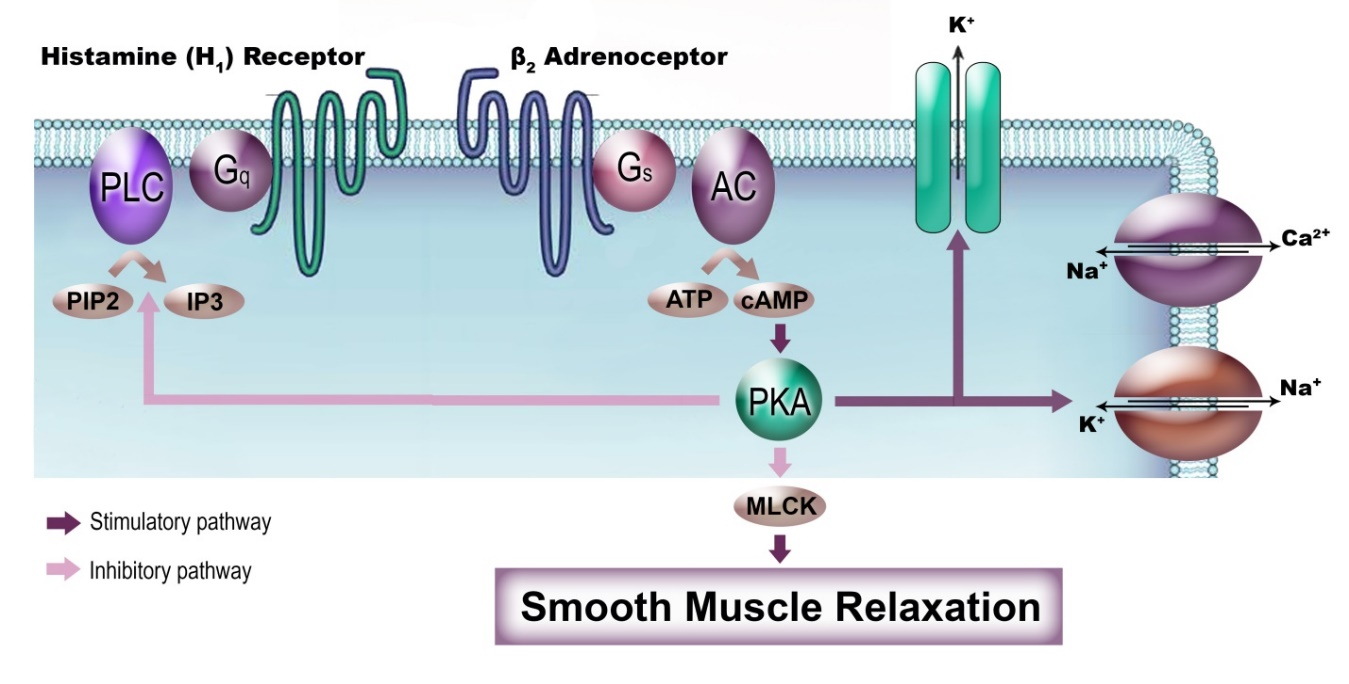 K⁺
Histamine (H₁) Receptor
β₂ Adrenoceptor
PLC
Gq
Gs
AC
Ca²⁺
Na⁺
PIP2
IP3
ATP
cAMP
PKA
Na⁺
K⁺
MLCK
Stimulatory pathway
Inhibitory pathway
Smooth Muscle Relaxation